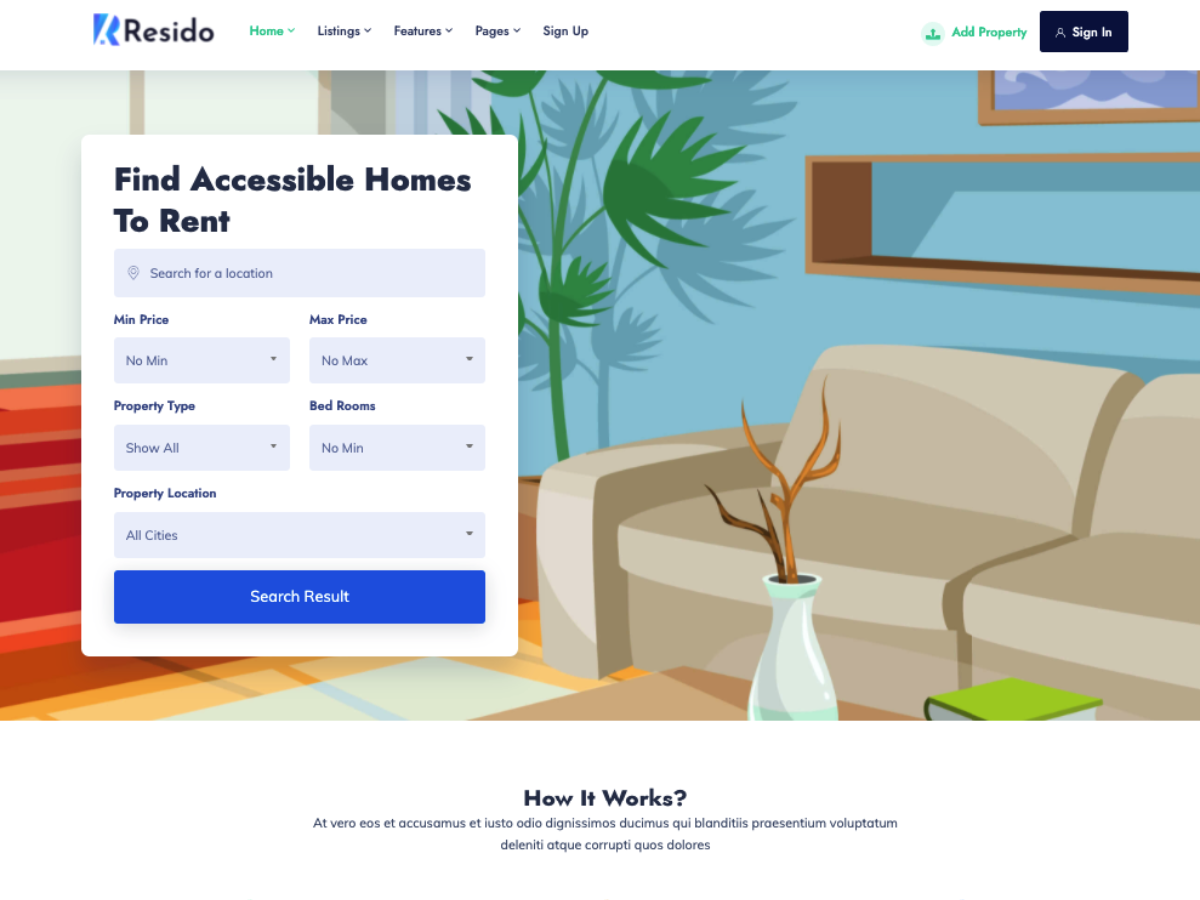 Resido
Home
Listings
Features
Pages
Sign Up
Add Property
Sign In
Find Accessible Homes
To Rent
Search for a location
Min Price
Max Price
No Min
No Max
Property Type
Bed Rooms
Show All
No Min
Property Location
All Cities
Search Result
How It Works?
At vero eos et accusamus et iusto odio dignissimos ducimus qui blanditiis praesentium voluptatum
deleniti atque corrupti quos dolores